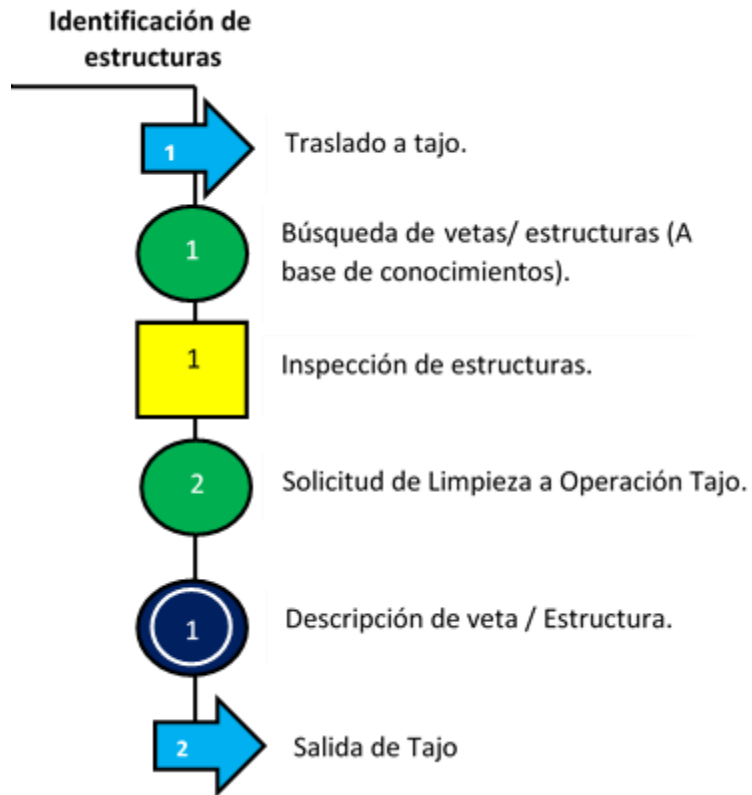 Identificación de
estructuras
1
Traslado a tajo.
1
Búsqueda de vetas/ estructuras (A
base de conocimientos).
1
Inspección de estructuras.
2
Solicitud de Limpieza a Operación Tajo.
1
Descripción de veta / Estructura.
2
Salida de Tajo